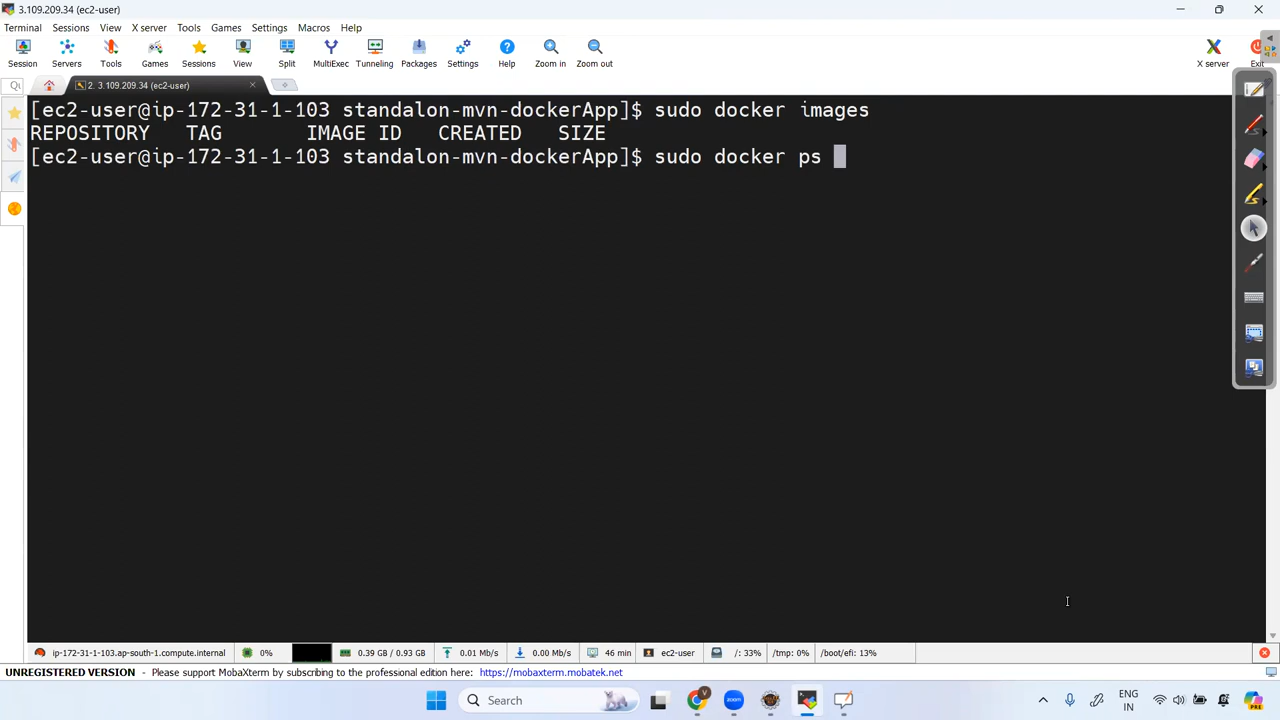 3.109.209.34 (ec2-user)
Terminal Sessions View X server Tools Games Settings Macros Help
Session Servers Tools Games Sessions View Split MultiExec Tunneling Packages Settings Help Zoom in Zoom out X server Exit
2. 3.109.209.34 (ec2-user)
[ec2-user@ip-172-31-1-103 standalon-mvn-dockerApp]$ sudo docker images
REPOSITORY TAG IMAGE ID CREATED SIZE
[ec2-user@ip-172-31-1-103 standalon-mvn-dockerApp]$ sudo docker ps
ip-172-31-1-103.ap-south-1.compute.internal 0% 0.39 GB / 0.93 GB 0.01 Mb/s 0.00 Mb/s 46 min ec2-user /: 33% /tmp: 0% /boot/efi: 13%
UNREGISTERED VERSION - Please support MobaXterm by subscribing to the professional edition here: https://mobaxterm.mobatek.net
Search zoom ENG
IN